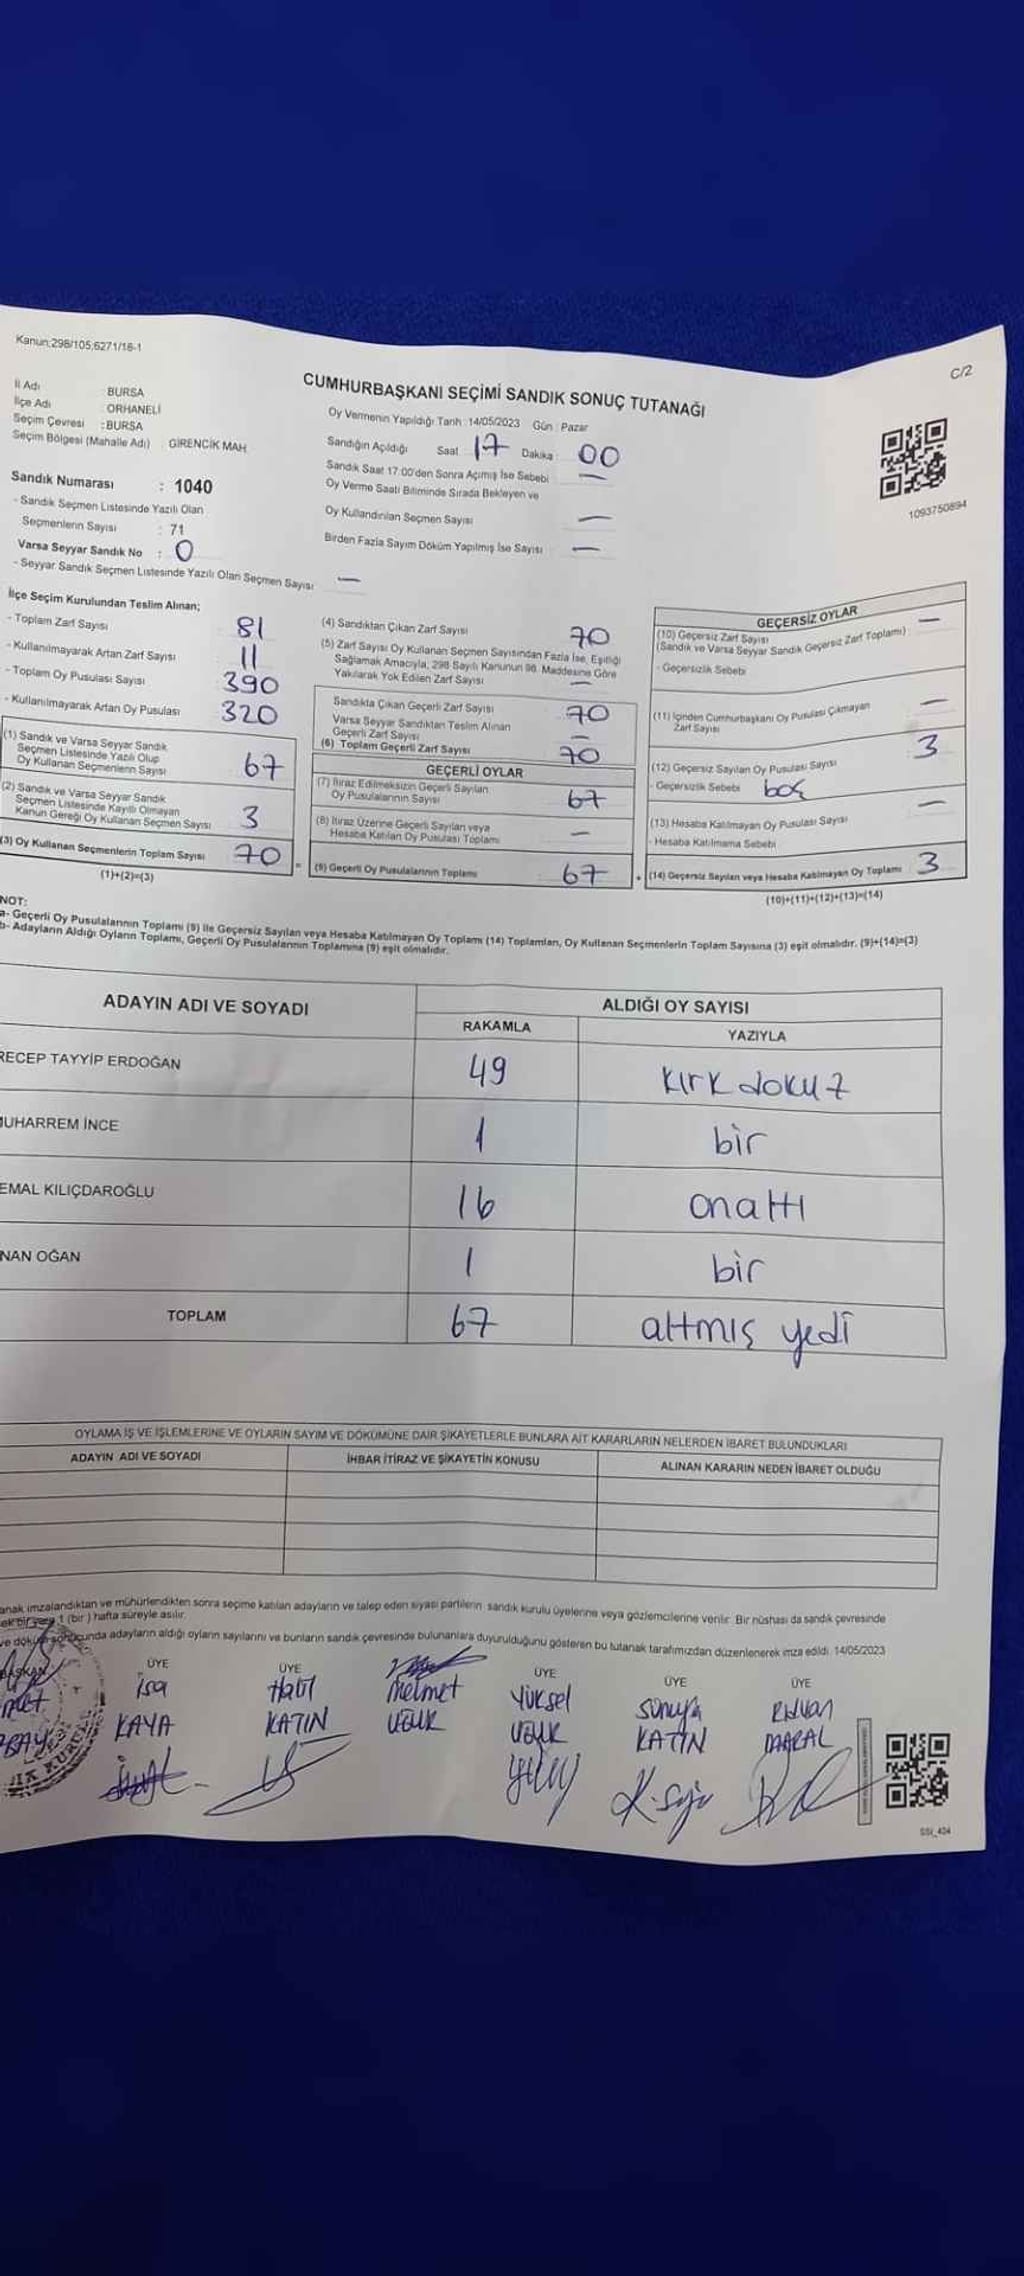 Kanun;298/105;6271/18-1
C/2
CUMHURBAŞKANI SEÇİMİ SANDIK SONUÇ TUTANAĞI
İl Adı : BURSA
İlçe Adı : ORHANELİ
Seçim Çevresi : BURSA
Seçim Bölgesi (Mahalle Adı) : GİRENCİK MAH.
Oy Vermenin Yapıldığı Tarih : 14/05/2023 Gün : Pazar
Sandığın Açıldığı Saat 17 Dakika : 00
Sandık Saat 17:00'den Sonra Açımış İse Sebebi : —
Oy Verme Saati Bitiminde Sırada Bekleyen ve
Oy Kullandırılan Seçmen Sayısı —
Birden Fazla Sayım Döküm Yapılmış İse Sayısı : —
1093750894
Sandık Numarası : 1040
- Sandık Seçmen Listesinde Yazılı Olan
Seçmenlerin Sayısı : 71
Varsa Seyyar Sandık No : 0
- Seyyar Sandık Seçmen Listesinde Yazılı Olan Seçmen Sayısı : —
İlçe Seçim Kurulundan Teslim Alınan;
- Toplam Zarf Sayısı 81
- Kullanılmayarak Artan Zarf Sayısı 11
- Toplam Oy Pusulası Sayısı 390
- Kullanılmayarak Artan Oy Pusulası 320
(1) Sandık ve Varsa Seyyar Sandık
Seçmen Listesinde Yazılı Olup
Oy Kullanan Seçmenlerin Sayısı 67
(2) Sandık ve Varsa Seyyar Sandık
Seçmen Listesinde Kayıtlı Olmayan
Kanun Gereği Oy Kullanan Seçmen Sayısı 3
(3) Oy Kullanan Seçmenlerin Toplam Sayısı 70
(1)+(2)=(3)
(4) Sandıktan Çıkan Zarf Sayısı 70
(5) Zarf Sayısı Oy Kullanan Seçmen Sayısından Fazla İse, Eşitliği
Sağlamak Amacıyla, 298 Sayılı Kanunun 98. Maddesine Göre
Yakılarak Yok Edilen Zarf Sayısı —
Sandıkta Çıkan Geçerli Zarf Sayısı 70
Varsa Seyyar Sandıktan Teslim Alınan
Geçerli Zarf Sayısı —
(6) Toplam Geçerli Zarf Sayısı 70
GEÇERLİ OYLAR
(7) İtiraz Edilmeksizin Geçerli Sayılan
Oy Pusulalarının Sayısı 67
(8) İtiraz Üzerine Geçerli Sayılan veya
Hesaba Katılan Oy Pusulası Toplamı —
= (9) Geçerli Oy Pusulalarının Toplamı 67
GEÇERSİZ OYLAR
(10) Geçersiz Zarf Sayısı —
(Sandık ve Varsa Seyyar Sandık Geçersiz Zarf Toplamı) :
- Geçersizlik Sebebi
(11) İçinden Cumhurbaşkanı Oy Pusulası Çıkmayan
Zarf Sayısı —
(12) Geçersiz Sayılan Oy Pusulası Sayısı 3
- Geçersizlik Sebebi boş
(13) Hesaba Katılmayan Oy Pusulası Sayısı —
- Hesaba Katılmama Sebebi
+ (14) Geçersiz Sayılan veya Hesaba Katılmayan Oy Toplamı 3
(10)+(11)+(12)+(13)=(14)
NOT:
a- Geçerli Oy Pusulalarının Toplamı (9) ile Geçersiz Sayılan veya Hesaba Katılmayan Oy Toplamı (14) Toplamları, Oy Kullanan Seçmenlerin Toplam Sayısına (3) eşit olmalıdır. (9)+(14)=(3)
b- Adayların Aldığı Oyların Toplamı, Geçerli Oy Pusulalarının Toplamına (9) eşit olmalıdır.
ADAYIN ADI VE SOYADI ALDIĞI OY SAYISI
RAKAMLA YAZIYLA
RECEP TAYYİP ERDOĞAN 49 kırk dokuz
MUHARREM İNCE 1 bir
EMAL KILIÇDAROĞLU 16 onaltı
NAN OĞAN 1 bir
TOPLAM 67 altmış yedi
OYLAMA İŞ VE İŞLEMLERİNE VE OYLARIN SAYIM VE DÖKÜMÜNE DAİR ŞİKAYETLERLE BUNLARA AİT KARARLARIN NELERDEN İBARET BULUNDUKLARI
ADAYIN ADI VE SOYADI İHBAR İTİRAZ VE ŞİKAYETİN KONUSU ALINAN KARARIN NEDEN İBARET OLDUĞU
anak imzalandıktan ve mühürlendikten sonra seçime katılan adayların ve talep eden siyasi partilerin sandık kurulu üyelerine veya gözlemcilerine verilir. Bir nüshası da sandık çevresinde
1 (bir) hafta süreyle asılır.
adayların aldığı oyların sayılarını ve bunların sandık çevresinde bulunanlara duyurulduğunu gösteren bu tutanak tarafımızdan düzenlenerek imza edildi. 14/05/2023
BAŞKAN ÜYE ÜYE ÜYE ÜYE ÜYE
isa Halil Mehmet Yüksel Süreyya Rıdvan
KAYA KATIN UĞUR UĞUR KATIN
SSI_404